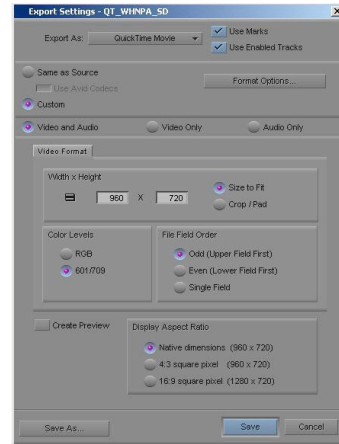 Export Settings - QT_WHNPA_SD
Export As: QuickTime Movie
Use Marks
Use Enabled Tracks
Same as Source
Use Avid Codecs
Format Options...
Custom
Video and Audio Video Only Audio Only
Video Format
Width x Height
960 X 720
Size to Fit
Crop / Pad
Color Levels
RGB
601/709
File Field Order
Odd (Upper Field First)
Even (Lower Field First)
Single Field
Create Preview
Display Aspect Ratio
Native dimensions (960 x 720)
4:3 square pixel (960 x 720)
16:9 square pixel (1280 x 720)
Save As... Save Cancel